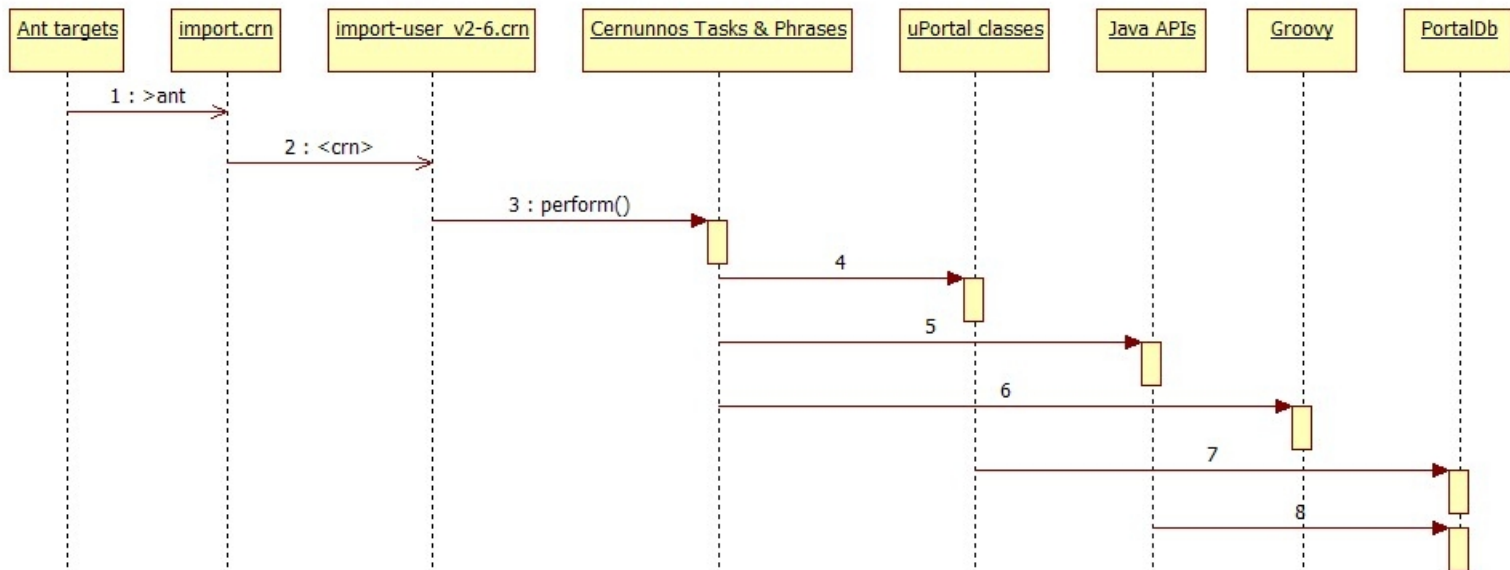 Ant targets
import.crn
import-user_v2-6.crn
Cernunnos Tasks & Phrases
uPortal classes
Java APIs
Groovy
PortalDb
1 : >ant
2 : <crn>
3 : perform()
4
5
6
7
8